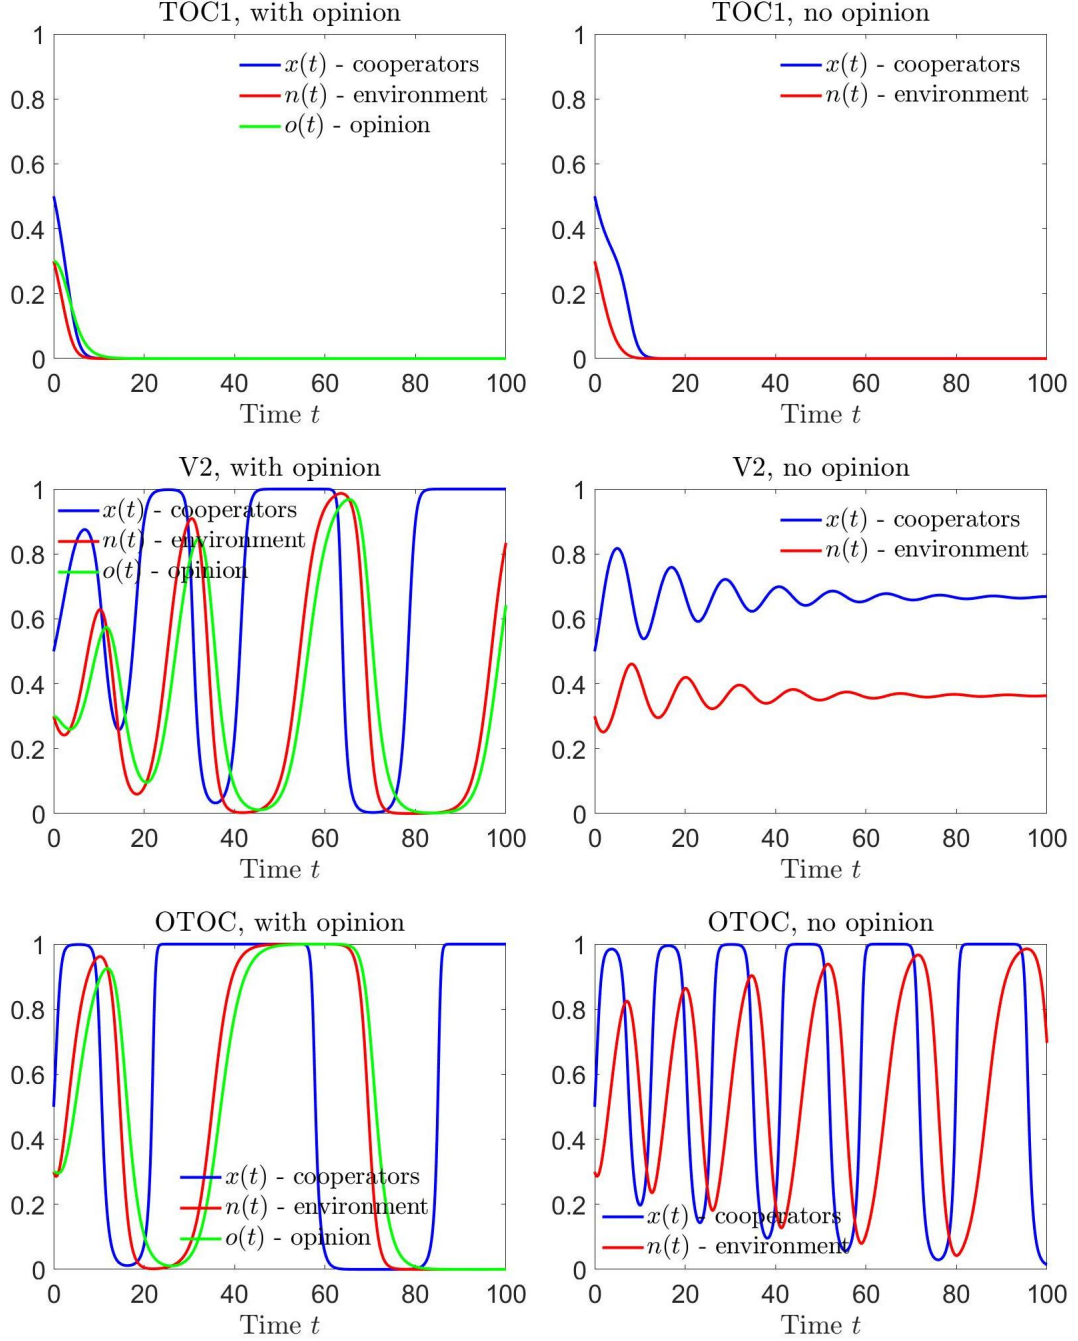 TOC1, with opinion
1
0.8
0.6
0.4
0.2
0
x(t) - cooperators
n(t) - environment
o(t) - opinion
0 20 40 60 80 100
Time t
TOC1, no opinion
1
0.8
0.6
0.4
0.2
0
x(t) - cooperators
n(t) - environment
0 20 40 60 80 100
Time t
V2, with opinion
1
0.8
0.6
0.4
0.2
0
x(t) - cooperators
n(t) - environment
o(t) - opinion
0 20 40 60 80 100
Time t
V2, no opinion
1
0.8
0.6
0.4
0.2
0
x(t) - cooperators
n(t) - environment
0 20 40 60 80 100
Time t
OTOC, with opinion
1
0.8
0.6
0.4
0.2
0
x(t) - cooperators
n(t) - environment
o(t) - opinion
0 20 40 60 80 100
Time t
OTOC, no opinion
1
0.8
0.6
0.4
0.2
0
x(t) - cooperators
n(t) - environment
0 20 40 60 80 100
Time t